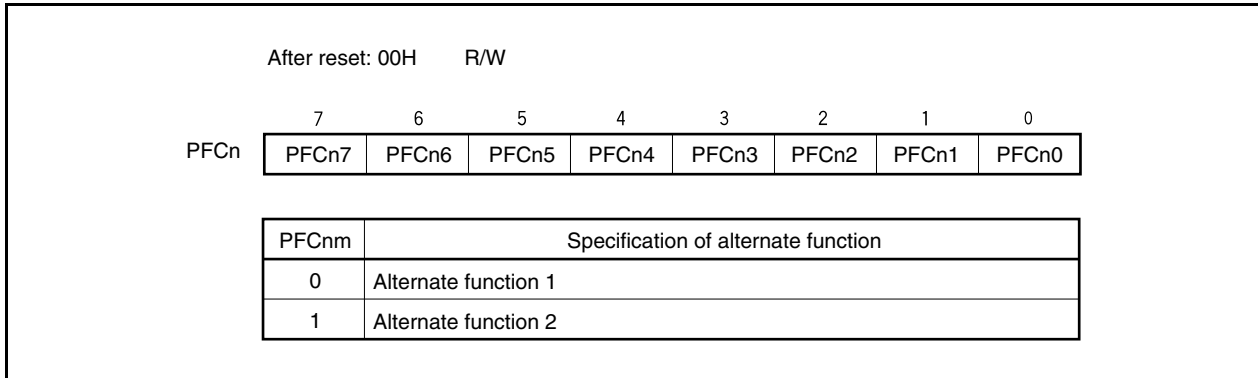 After reset: 00H R/W
7 6 5 4 3 2 1 0
PFCn PFCn7 PFCn6 PFCn5 PFCn4 PFCn3 PFCn2 PFCn1 PFCn0
PFCnm Specification of alternate function
0 Alternate function 1
1 Alternate function 2